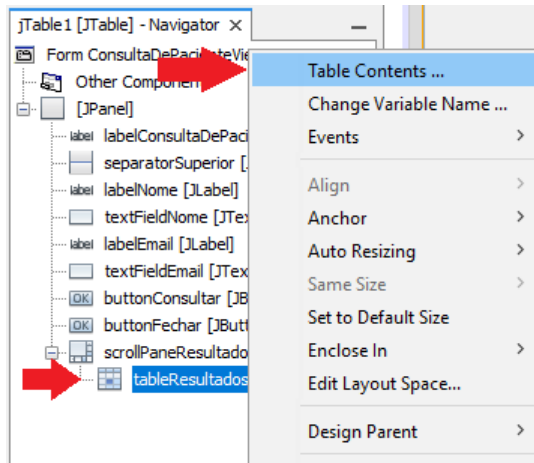 jTable1 [JTable] - Navigator ×
Form ConsultaDePacienteVie
Other Componen
[JPanel]
label labelConsultaDePaci
separatorSuperior [J
label labelNome [JLabel]
textFieldNome [JTex
label labelEmail [JLabel]
textFieldEmail [JTex
OK buttonConsultar [JB
OK buttonFechar [JButt
scrollPaneResultado
tableResultados
Table Contents ...
Change Variable Name ...
Events
Align
Anchor
Auto Resizing
Same Size
Set to Default Size
Enclose In
Edit Layout Space...
Design Parent